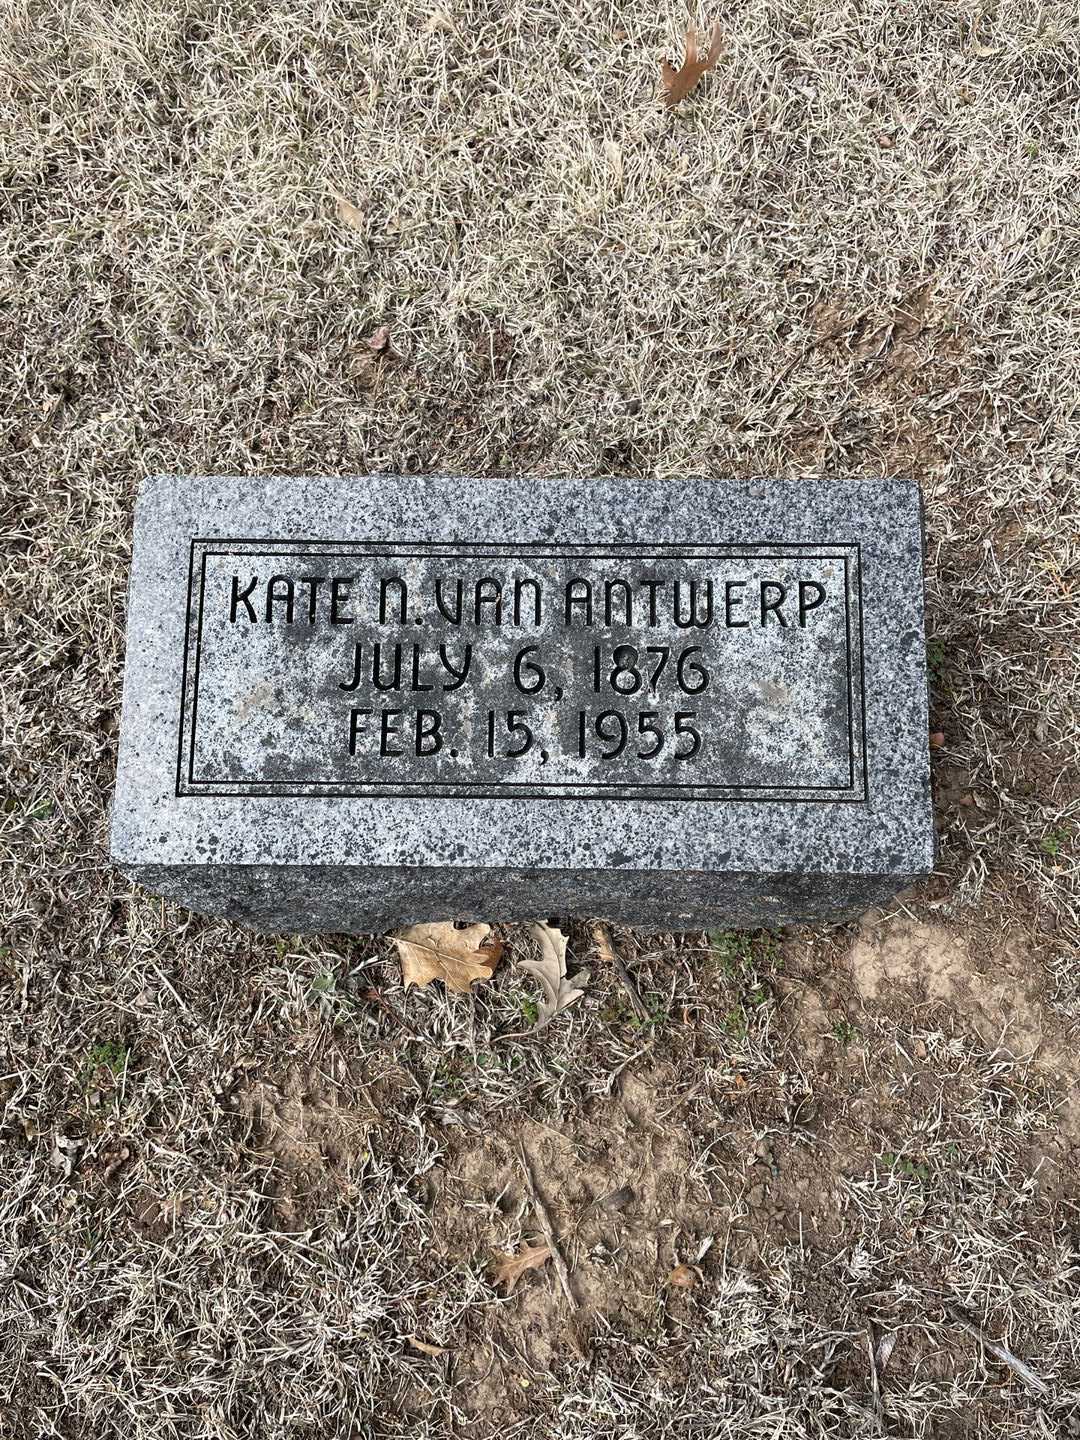 KATE N. VAN ANTWERP
JULY 6, 1876
FEB. 15, 1955